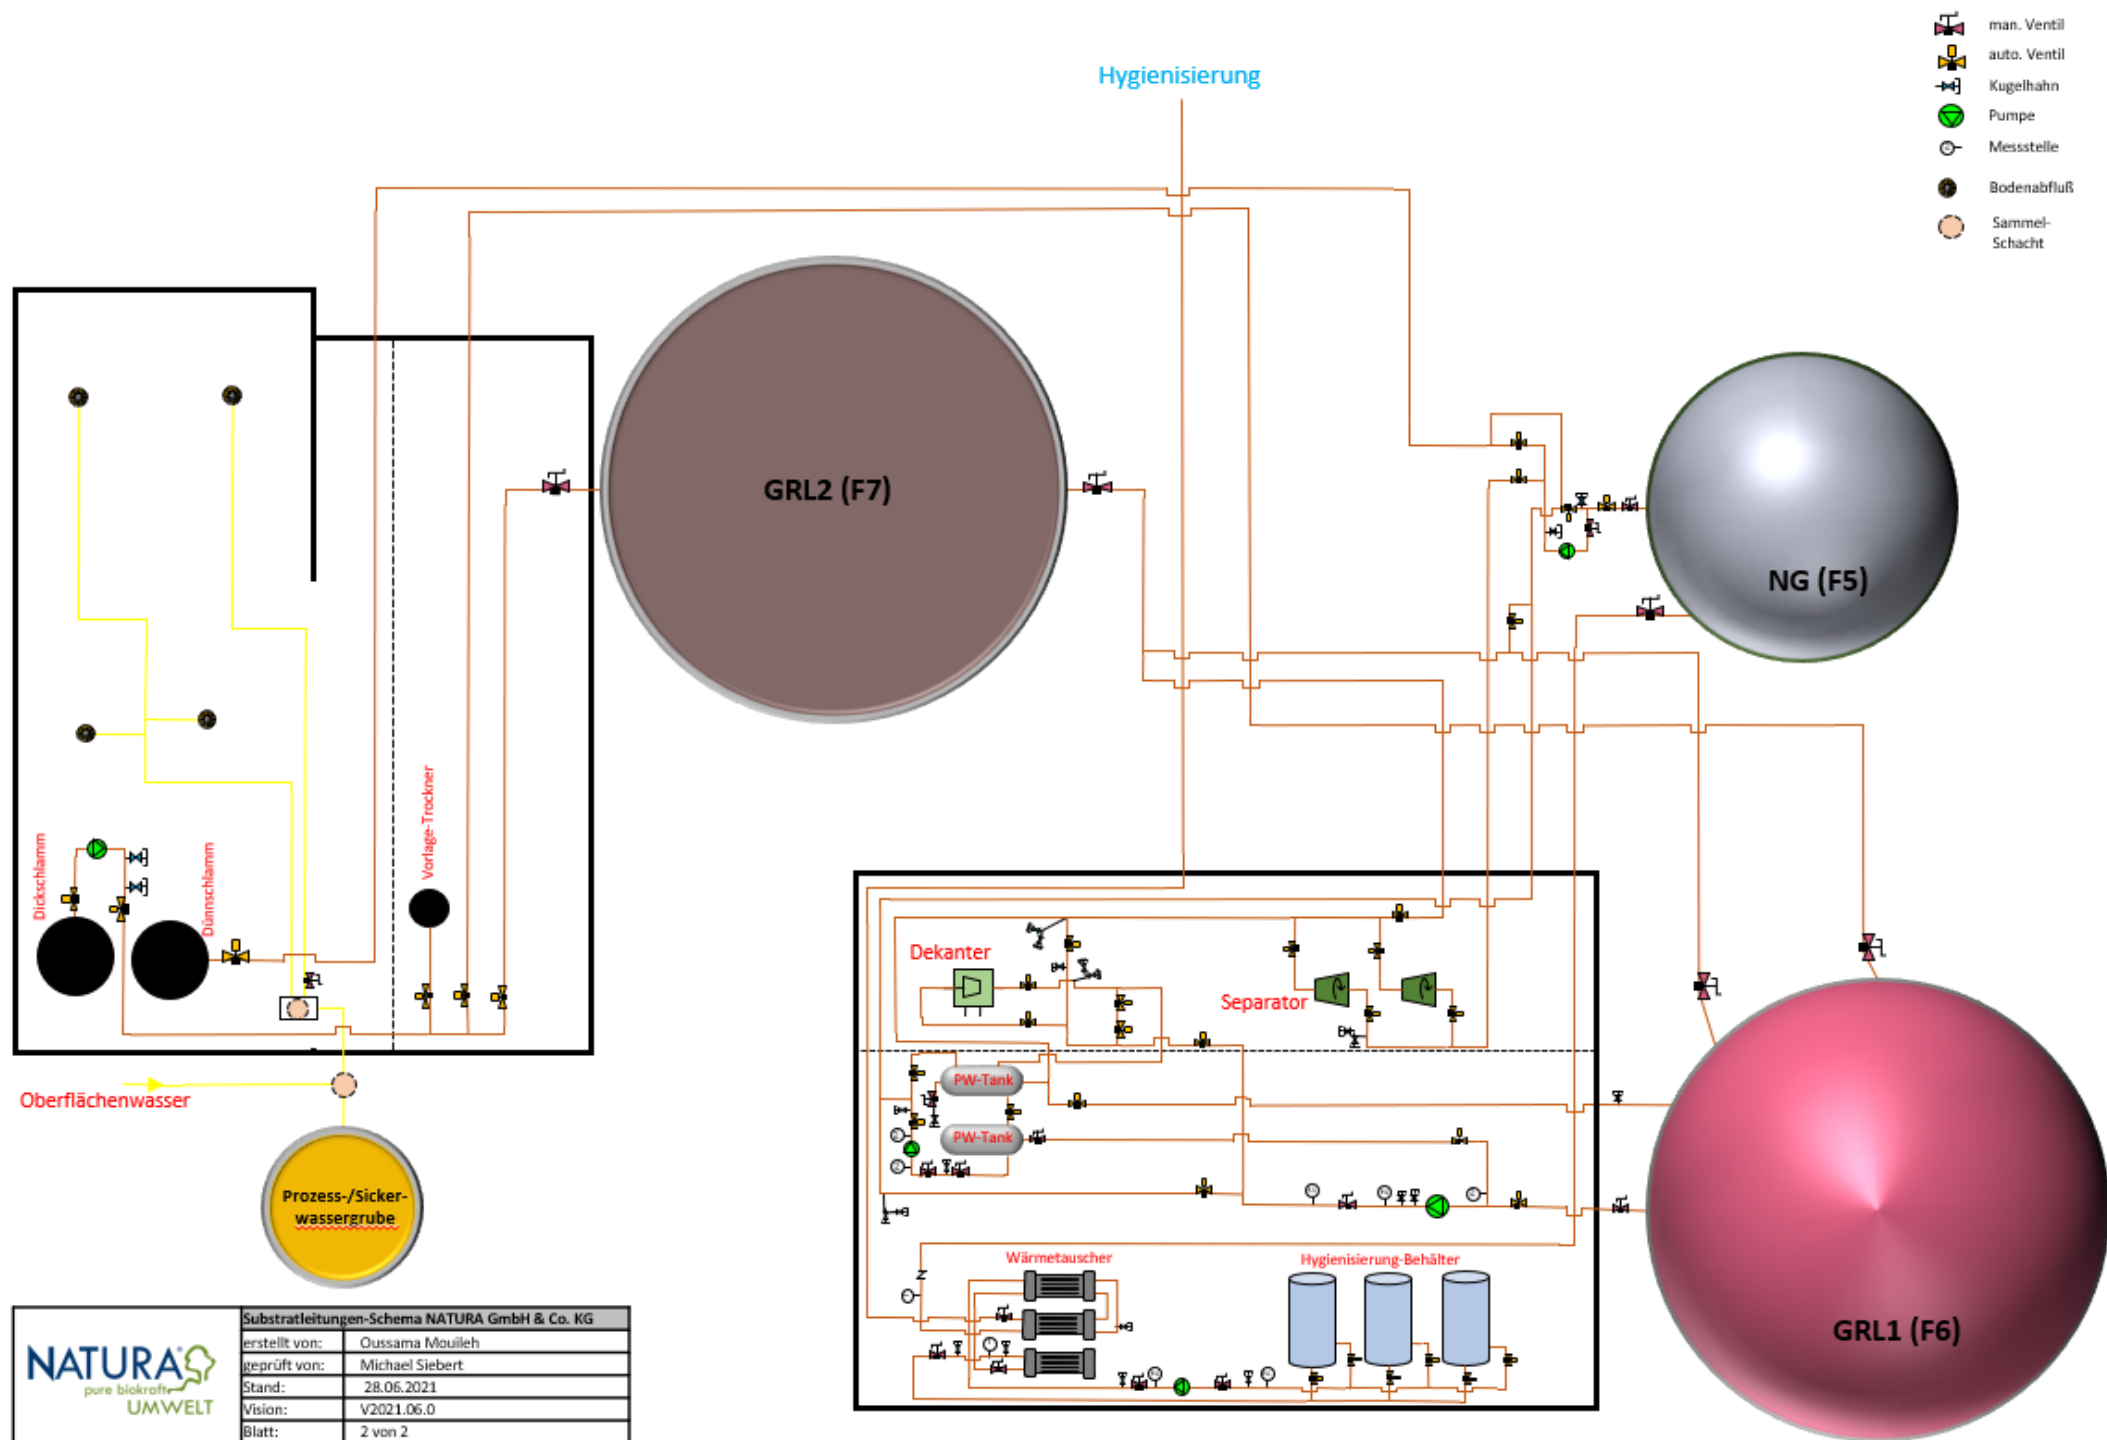 man. Ventil
auto. Ventil
Kugelhahn
Pumpe
Messstelle
Bodenabfluß
Sammel-
Schacht
Hygienisierung
GRL2 (F7)
NG (F5)
Vorlage-Trockner
Dickschlamm
Dünnschlamm
Dekanter
Separator
PW-Tank
PW-Tank
Oberflächenwasser
Prozess-/Sicker-
wassergrube
Wärmetauscher
Hygienisierung-Behälter
GRL1 (F6)
NATURA
pure biokraft
UMWELT
Substratleitungen-Schema NATURA GmbH & Co. KG
erstellt von: Oussama Mouileh
geprüft von: Michael Siebert
Stand: 28.06.2021
Vision: V2021.06.0
Blatt: 2 von 2